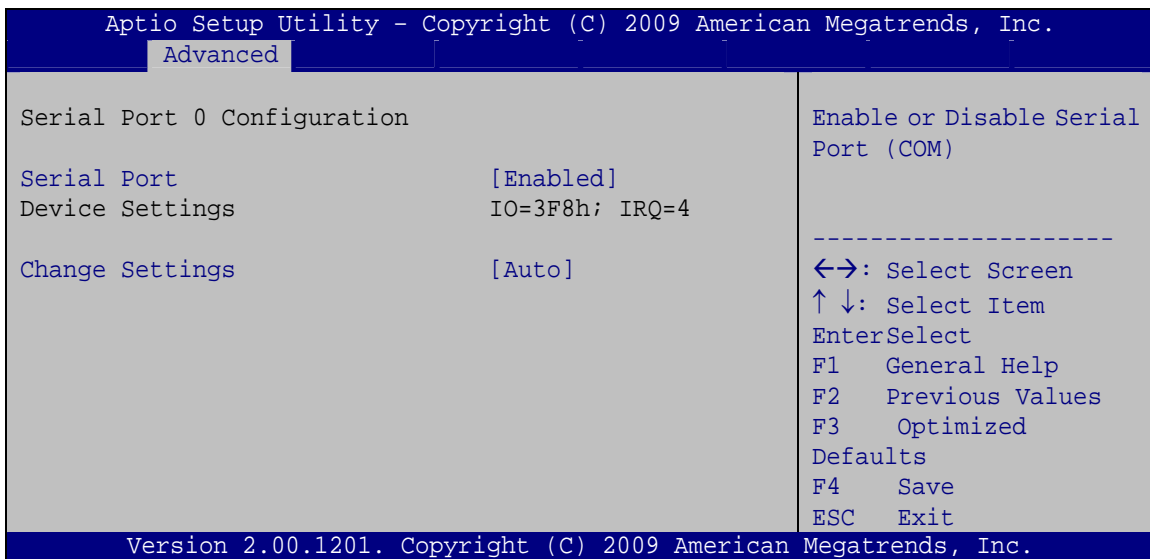 Aptio Setup Utility – Copyright (C) 2009 American Megatrends, Inc.
Advanced
Serial Port 0 Configuration
Serial Port [Enabled]
Device Settings IO=3F8h; IRQ=4
Change Settings [Auto]
Enable or Disable Serial
Port (COM)
---------------------
←→: Select Screen
↑ ↓: Select Item
EnterSelect
F1 General Help
F2 Previous Values
F3 Optimized
Defaults
F4 Save
ESC Exit
Version 2.00.1201. Copyright (C) 2009 American Megatrends, Inc.